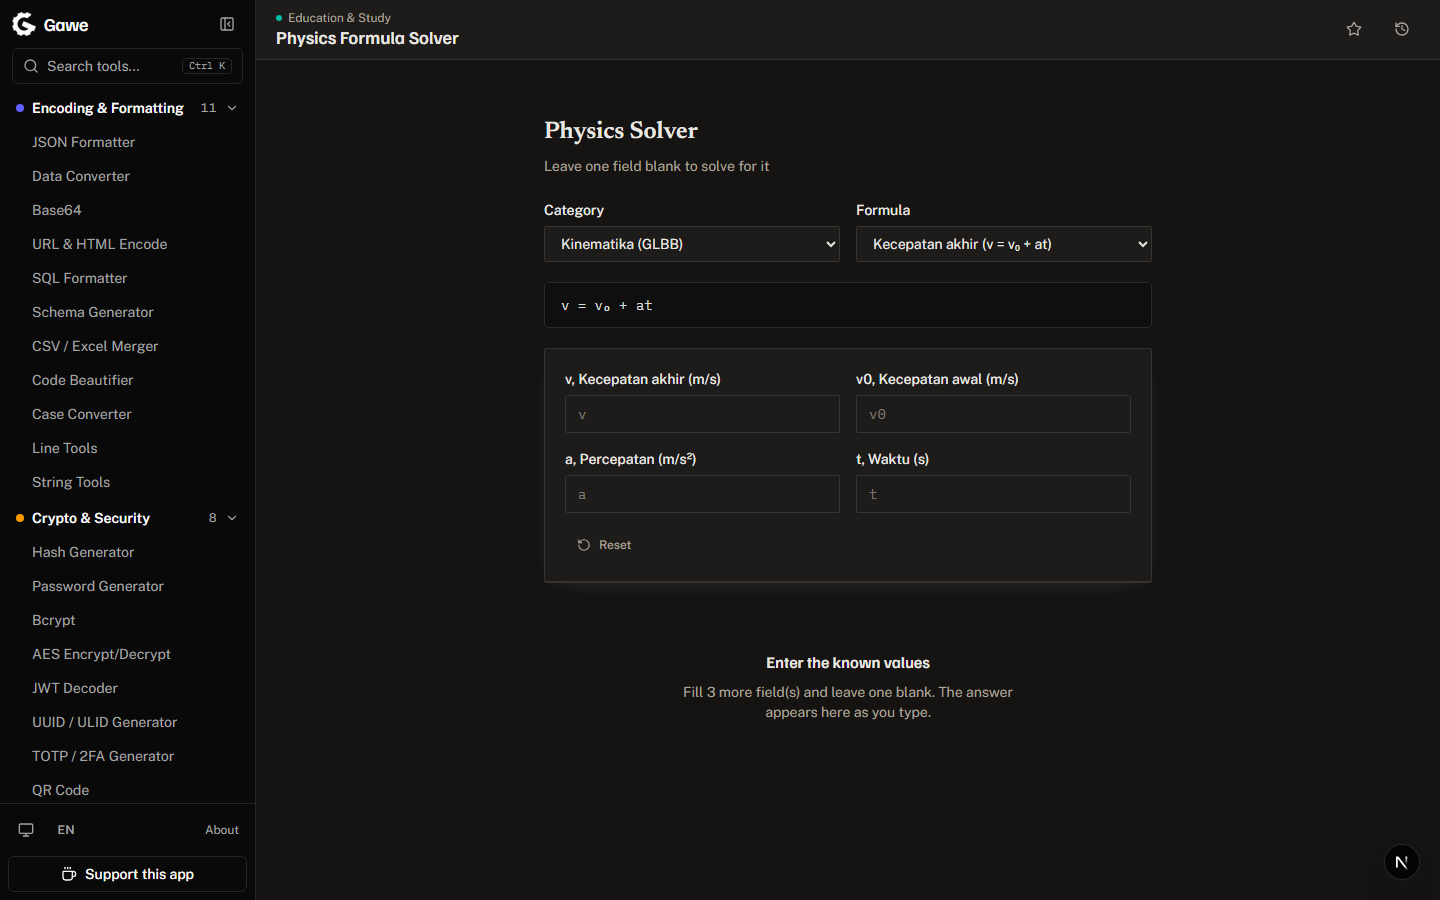 Gawe
Search tools...
Ctrl K
Encoding & Formatting 11
JSON Formatter
Data Converter
Base64
URL & HTML Encode
SQL Formatter
Schema Generator
CSV / Excel Merger
Code Beautifier
Case Converter
Line Tools
String Tools
Crypto & Security 8
Hash Generator
Password Generator
Bcrypt
AES Encrypt/Decrypt
JWT Decoder
UUID / ULID Generator
TOTP / 2FA Generator
QR Code
EN
About
Support this app
Education & Study
Physics Formula Solver
Physics Solver
Leave one field blank to solve for it
Category
Kinematika (GLBB)
Formula
Kecepatan akhir (v = v₀ + at)
v = v₀ + at
v, Kecepatan akhir (m/s)
v
v0, Kecepatan awal (m/s)
v0
a, Percepatan (m/s²)
a
t, Waktu (s)
t
Reset
Enter the known values
Fill 3 more field(s) and leave one blank. The answer
appears here as you type.
N